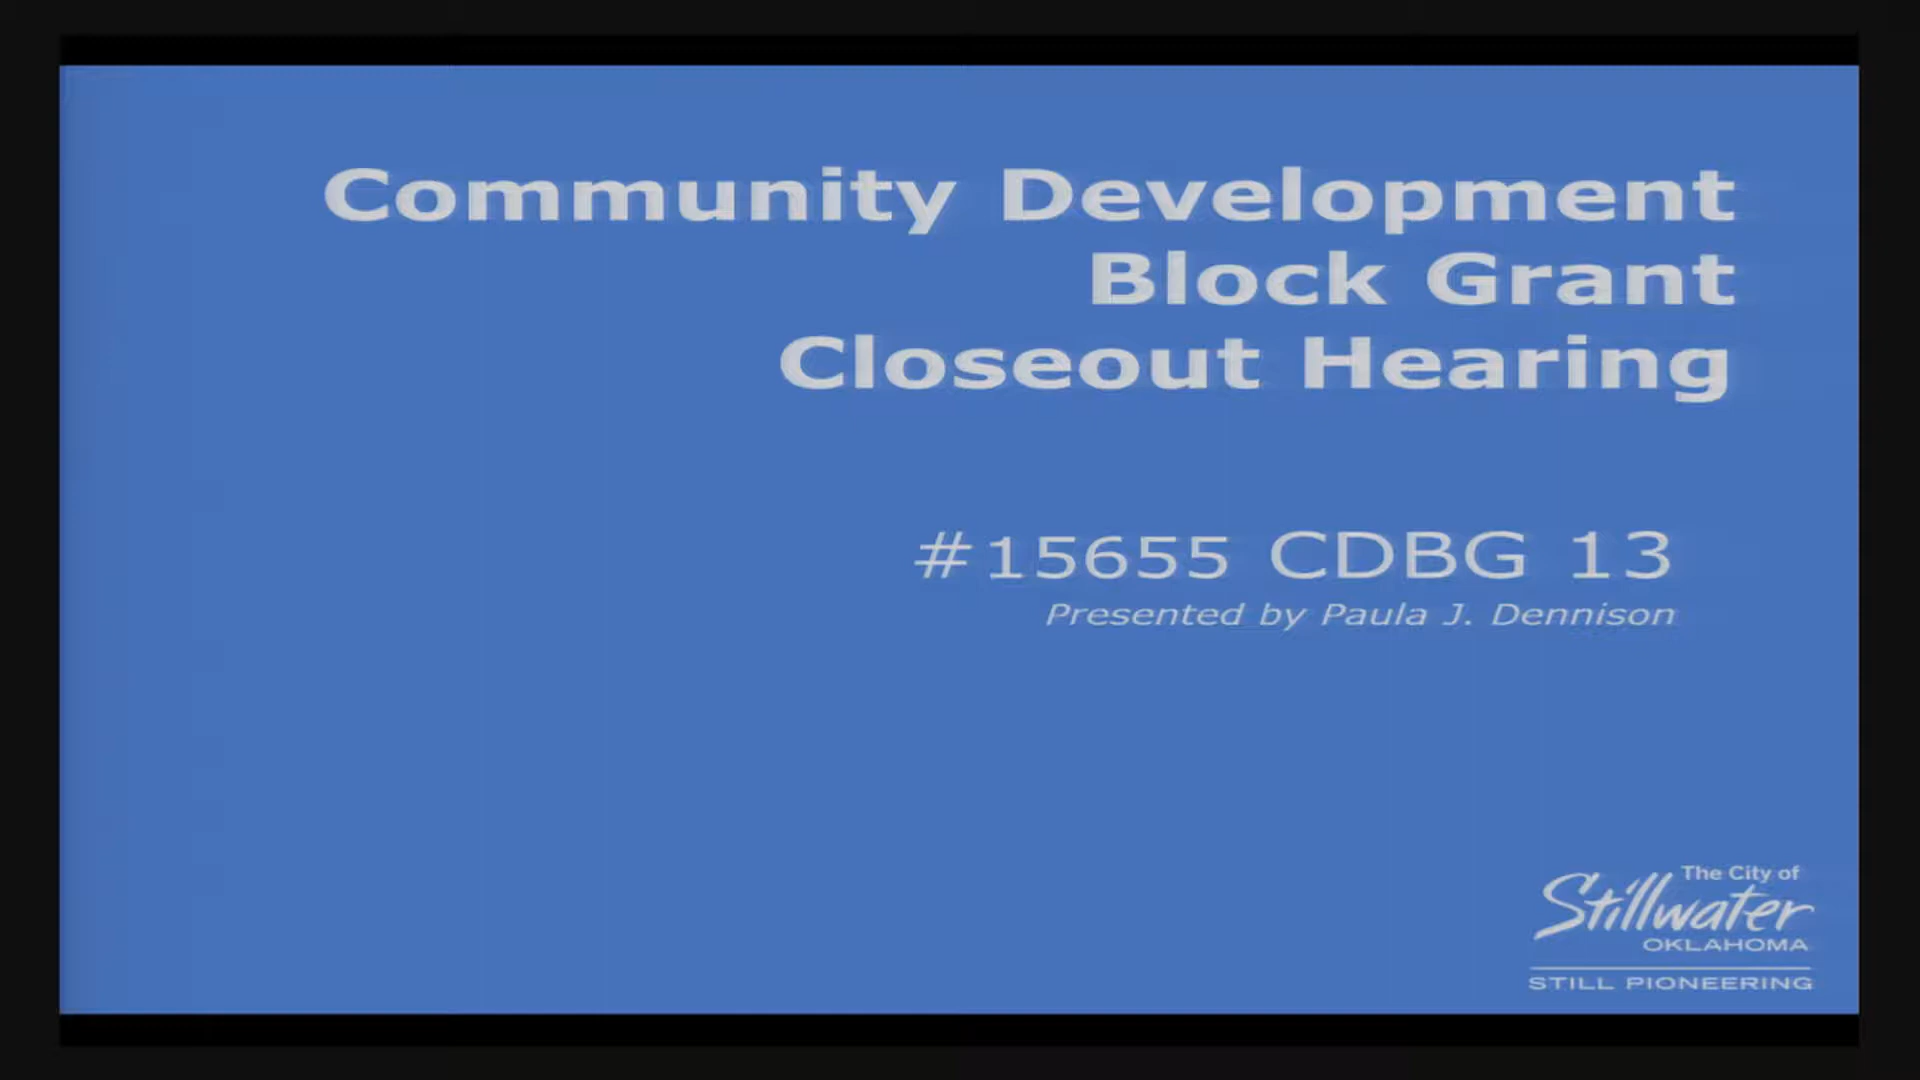 Community Development
Block Grant
Closeout Hearing
#15655 CDBG 13
Presented by Paula J. Dennison
The City of
Stillwater
OKLAHOMA
STILL PIONEERING